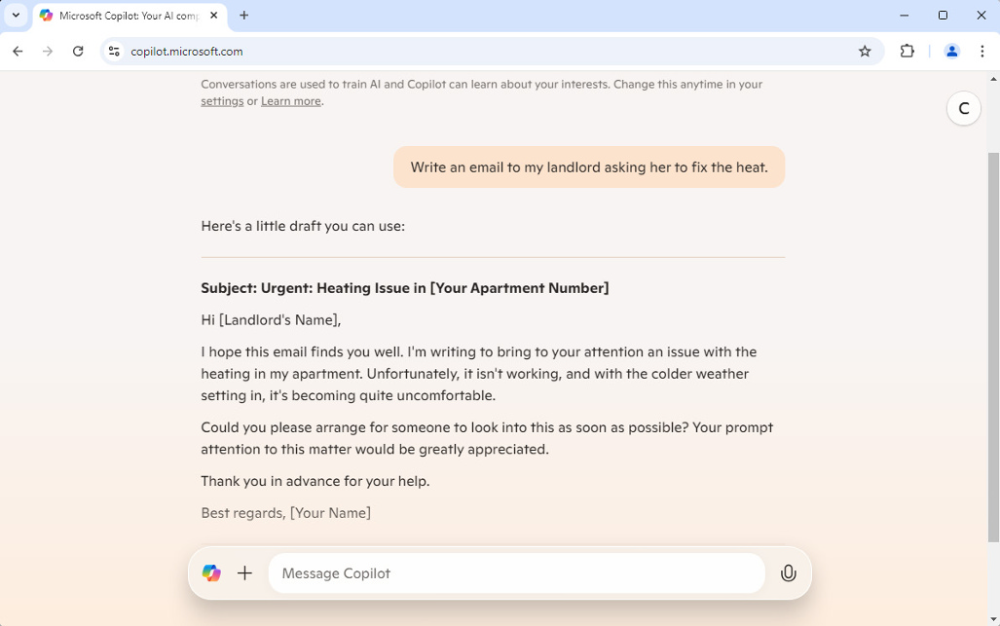 Microsoft Copilot: Your AI comp
copilot.microsoft.com
Conversations are used to train AI and Copilot can learn about your interests. Change this anytime in your
settings or Learn more.
C
Write an email to my landlord asking her to fix the heat.
Here's a little draft you can use:
Subject: Urgent: Heating Issue in [Your Apartment Number]
Hi [Landlord's Name],
I hope this email finds you well. I'm writing to bring to your attention an issue with the
heating in my apartment. Unfortunately, it isn't working, and with the colder weather
setting in, it's becoming quite uncomfortable.
Could you please arrange for someone to look into this as soon as possible? Your prompt
attention to this matter would be greatly appreciated.
Thank you in advance for your help.
Best regards, [Your Name]
Message Copilot